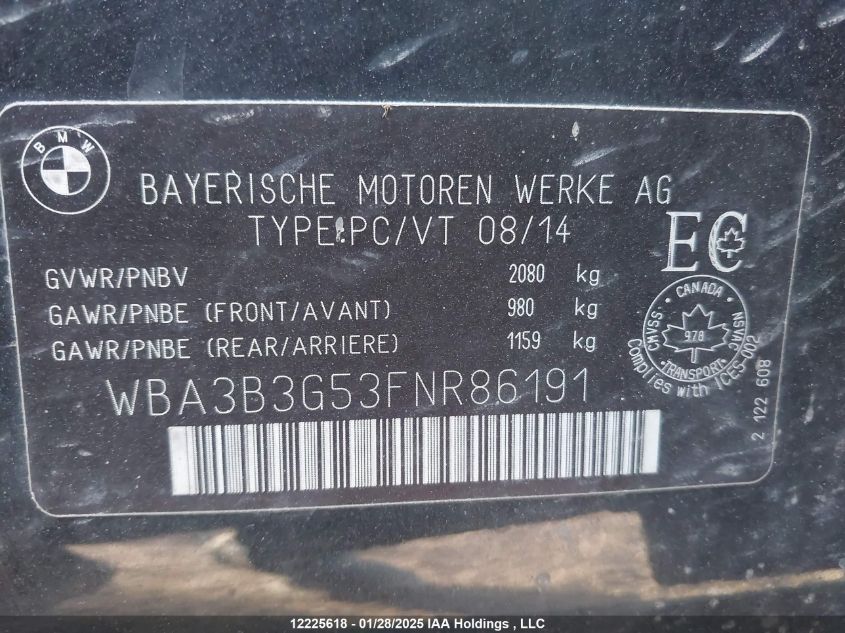 BMW
BAYERISCHE MOTOREN WERKE AG
TYPE:PC/VT 08/14
EC
GVWR/PNBV 2080 kg
GAWR/PNBE (FRONT/AVANT) 980 kg
GAWR/PNBE (REAR/ARRIERE) 1159 kg
CANADA
CMVSS NSVAC
978
TRANSPORT
Complies with ICES-002
2 122 608
WBA3B3G53FNR86191
12225618 - 01/28/2025 IAA Holdings , LLC